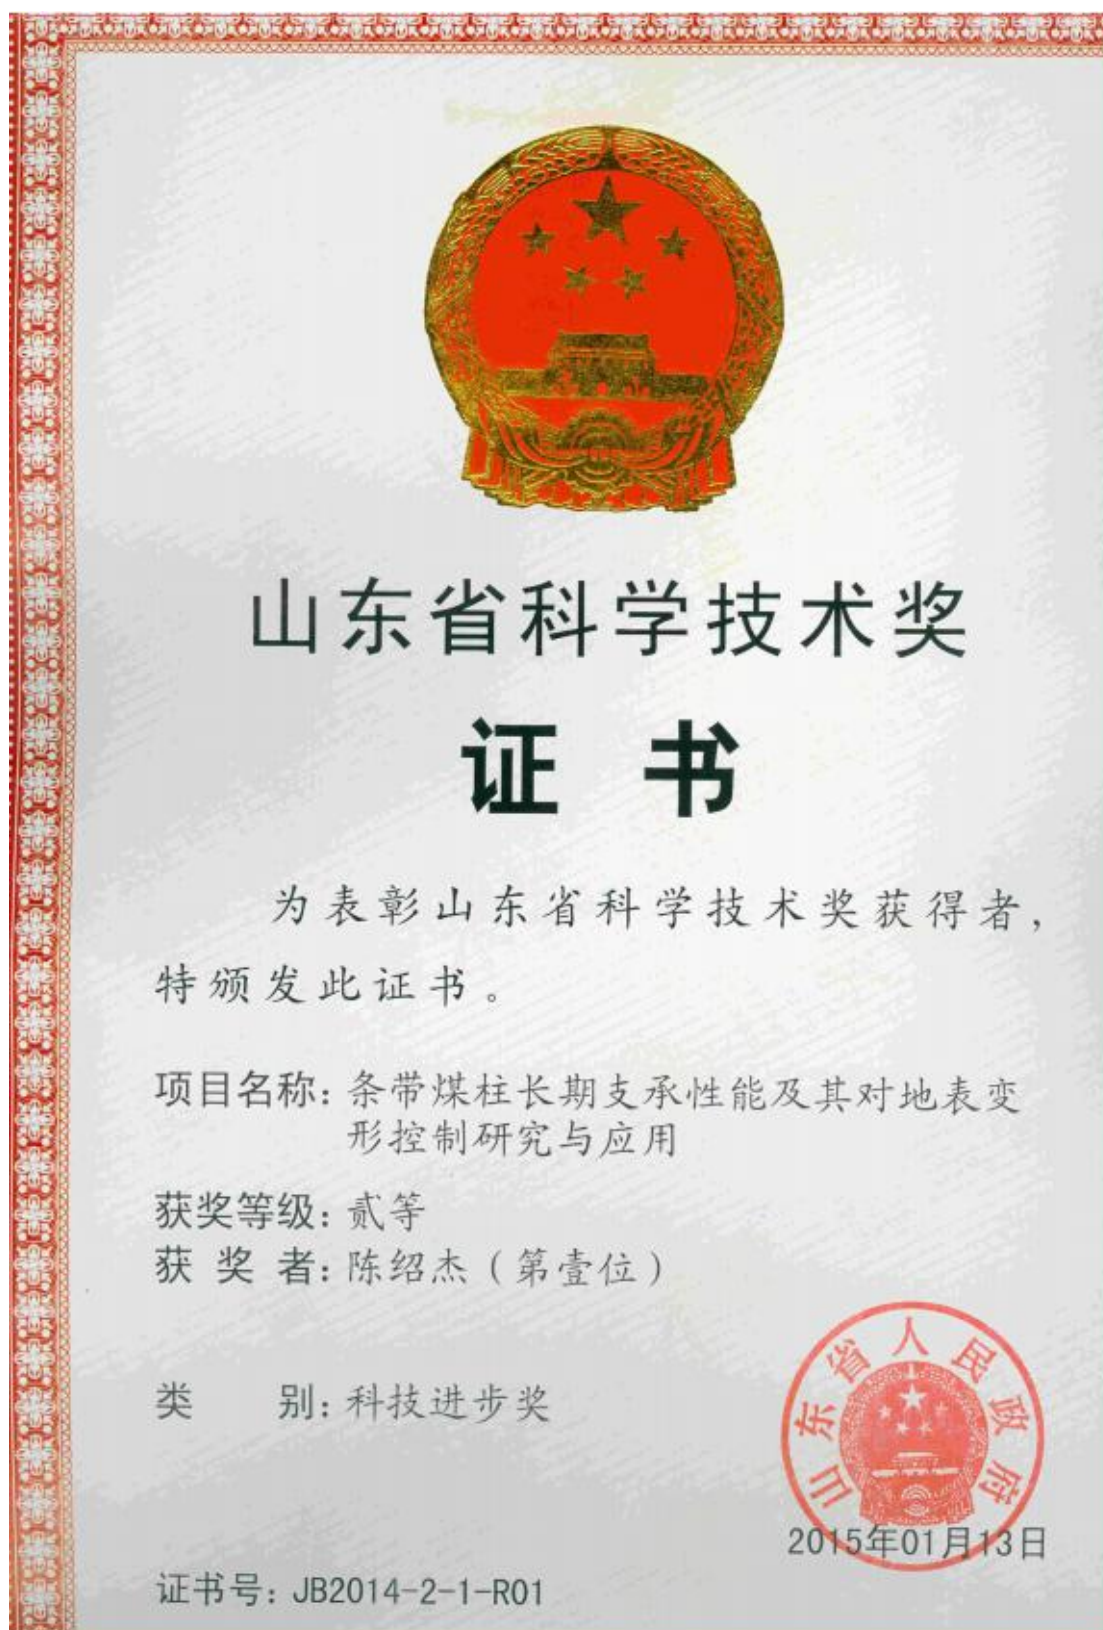 山东省科学技术奖
证书
为表彰山东省科学技术奖获得者，
特颁发此证书。
项目名称：条带煤柱长期支承性能及其对地表变
形控制研究与应用
获奖等级：贰等
获奖者：陈绍杰（第壹位）
类别：科技进步奖
山东省人民政府
2015年01月13日
证书号：JB2014-2-1-R01